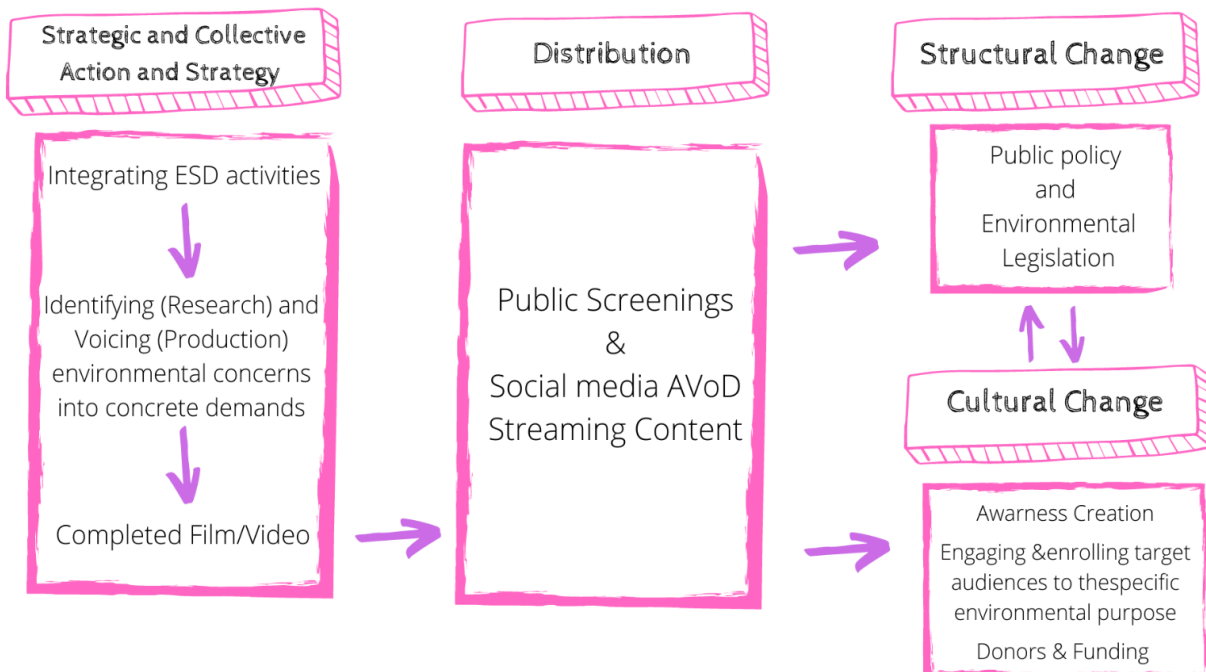 Strategic and Collective
Action and Strategy
Integrating ESD activities
Identifying (Research) and
Voicing (Production)
environmental concerns
into concrete demands
Completed Film/Video
Distribution
Public Screenings
&
Social media AVoD
Streaming Content
Structural Change
Public policy
and
Environmental
Legislation
Cultural Change
Awarness Creation
Engaging &enrolling target
audiences to thespecific
environmental purpose
Donors & Funding